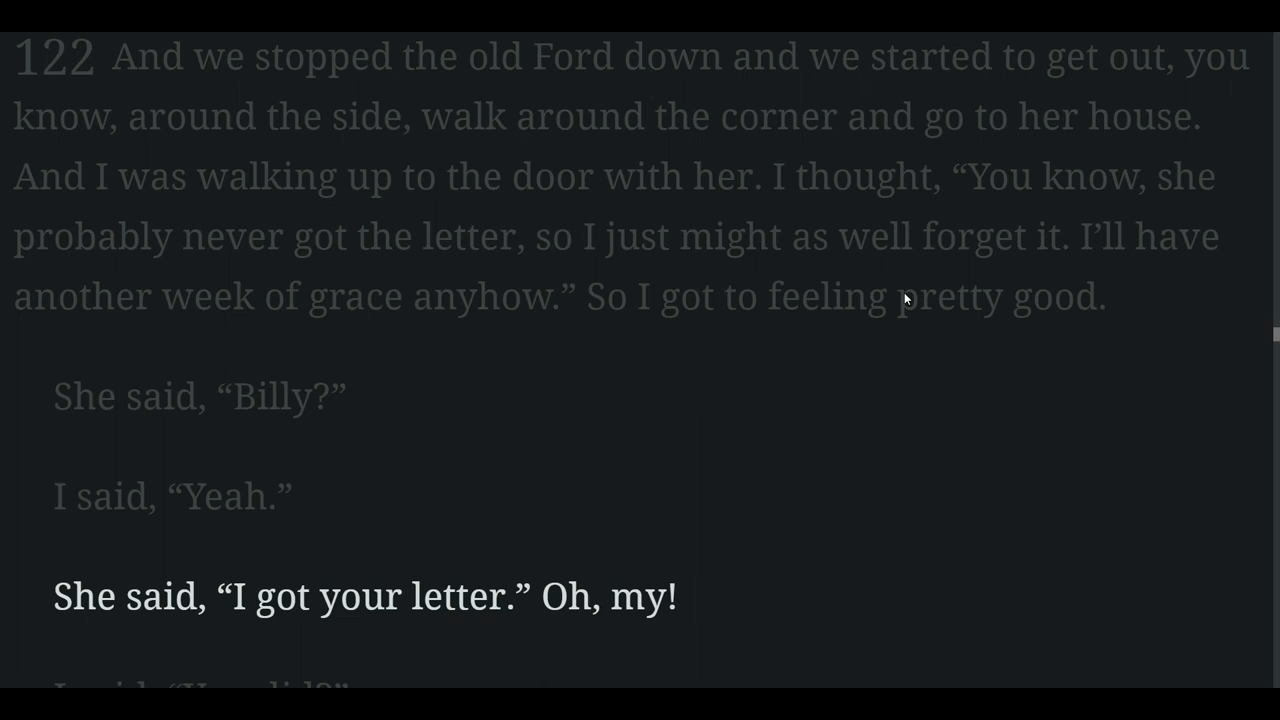 122 And we stopped the old Ford down and we started to get out, you
know, around the side, walk around the corner and go to her house.
And I was walking up to the door with her. I thought, “You know, she
probably never got the letter, so I just might as well forget it. I’ll have
another week of grace anyhow.” So I got to feeling pretty good.
She said, “Billy?”
I said, “Yeah.”
She said, “I got your letter.” Oh, my!
I said, “You did?”